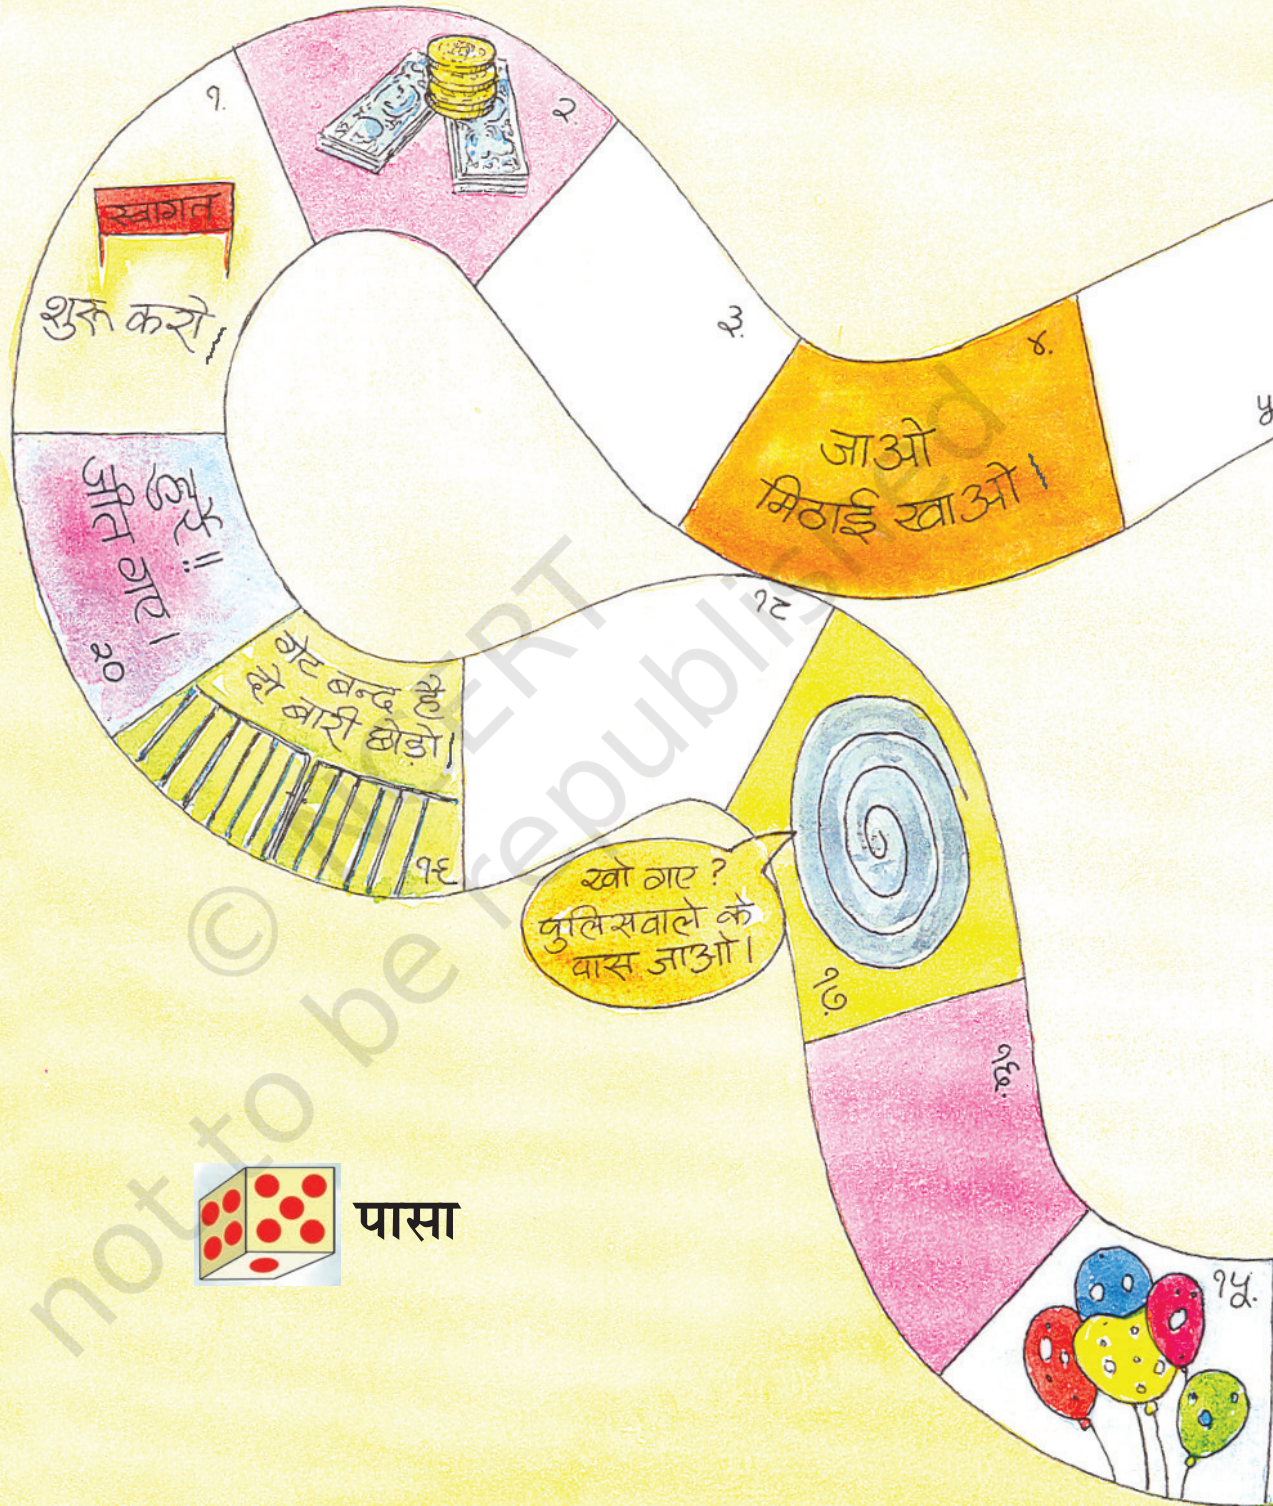 १.
स्वागत
शुरू करो।
२.
३.
४.
जाओ
मिठाई खाओ।
५
१५.
१६.
खो गए?
पुलिसवाले के
पास जाओ।
१७
१८
गेट बन्द है
दो बारी छोड़ो।
१९
हुर्रे!!
जीत गए।
२०
पासा
© NCERT
not to be republished